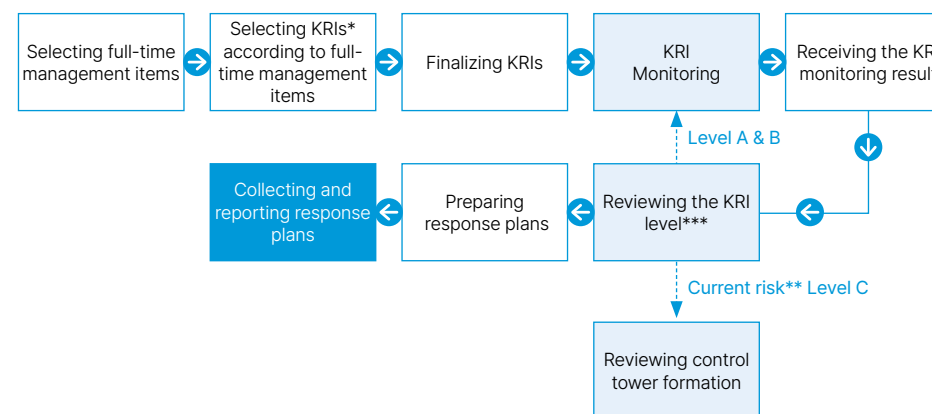 Selecting full-time
management items
Selecting KRIs*
according to full-
time management
items
Finalizing KRIs
KRI
Monitoring
Receiving the KR
monitoring resul
Level A & B
Collecting and
reporting response
plans
Preparing
response plans
Reviewing the KRI
level***
Current risk** Level C
Reviewing control
tower formation